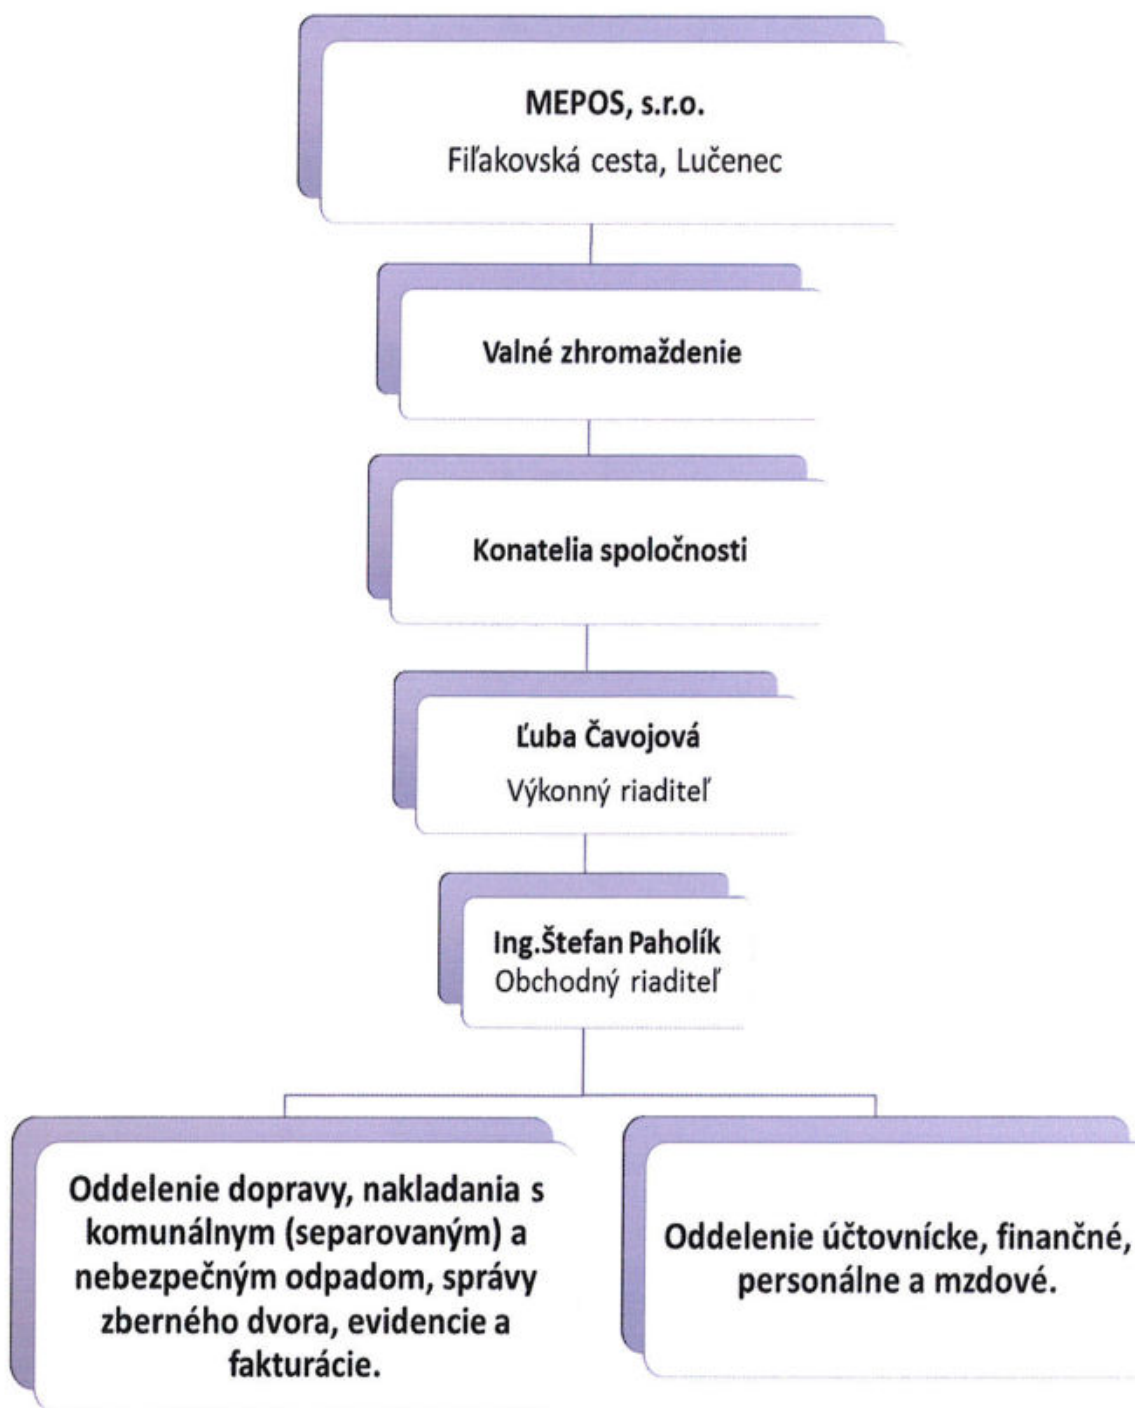 MEPOS, s.r.o.
Fiľakovská cesta, Lučenec
Valné zhromaždenie
Konatelia spoločnosti
Ľuba Čavojová
Výkonný riaditeľ
Ing.Štefan Paholík
Obchodný riaditeľ
Oddelenie dopravy, nakladania s
komunálnym (separovaným) a
nebezpečným odpadom, správy
zberného dvora, evidencie a
fakturácie.
Oddelenie účtovnícke, finančné,
personálne a mzdové.